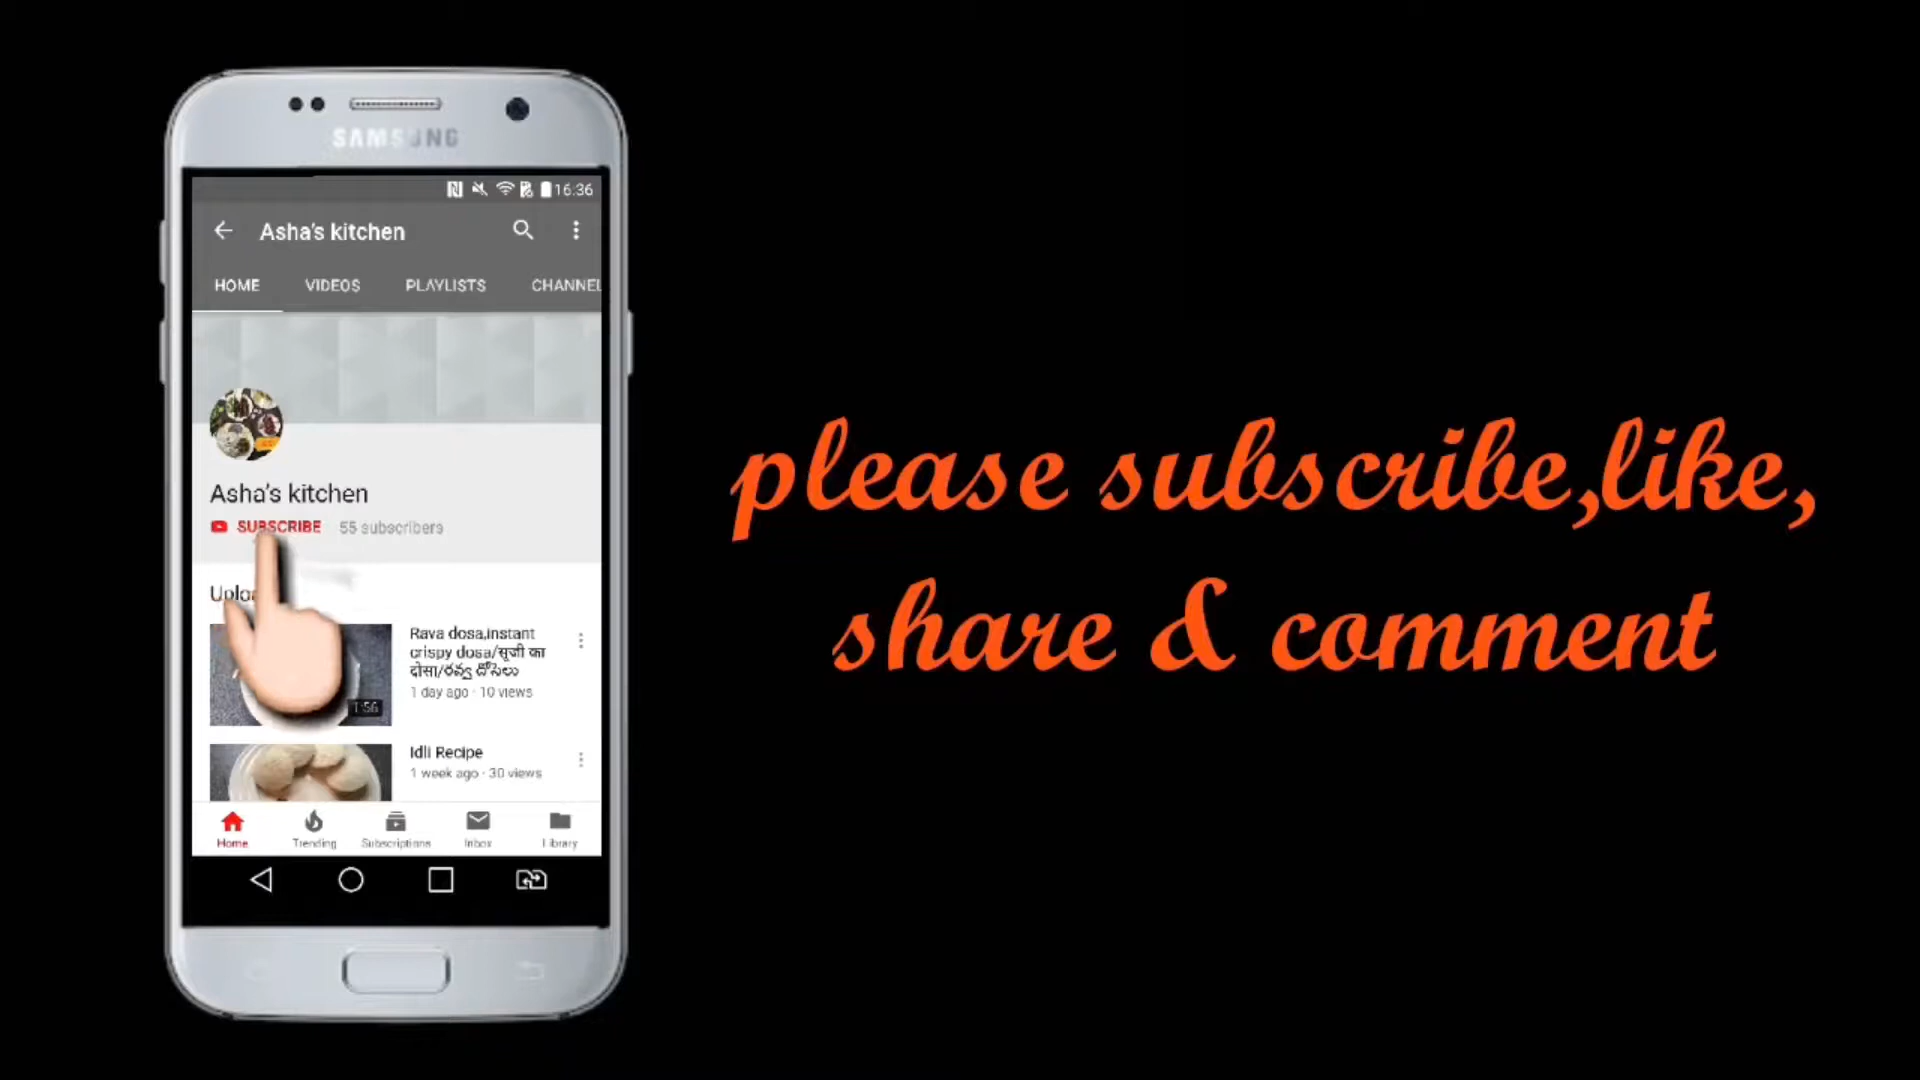 SAMSUNG
16:36
Asha's kitchen
HOME VIDEOS PLAYLISTS CHANNEL
Asha's kitchen
SUBSCRIBE 55 subscribers
Rava dosa,instant
crispy dosa/सूजी का
दोसा/రవ్వ దోసెలు
1 day ago · 10 views
1:56
Idli Recipe
1 week ago · 30 views
Home Trending Subscriptions Inbox Library
please subscribe,like,
share & comment